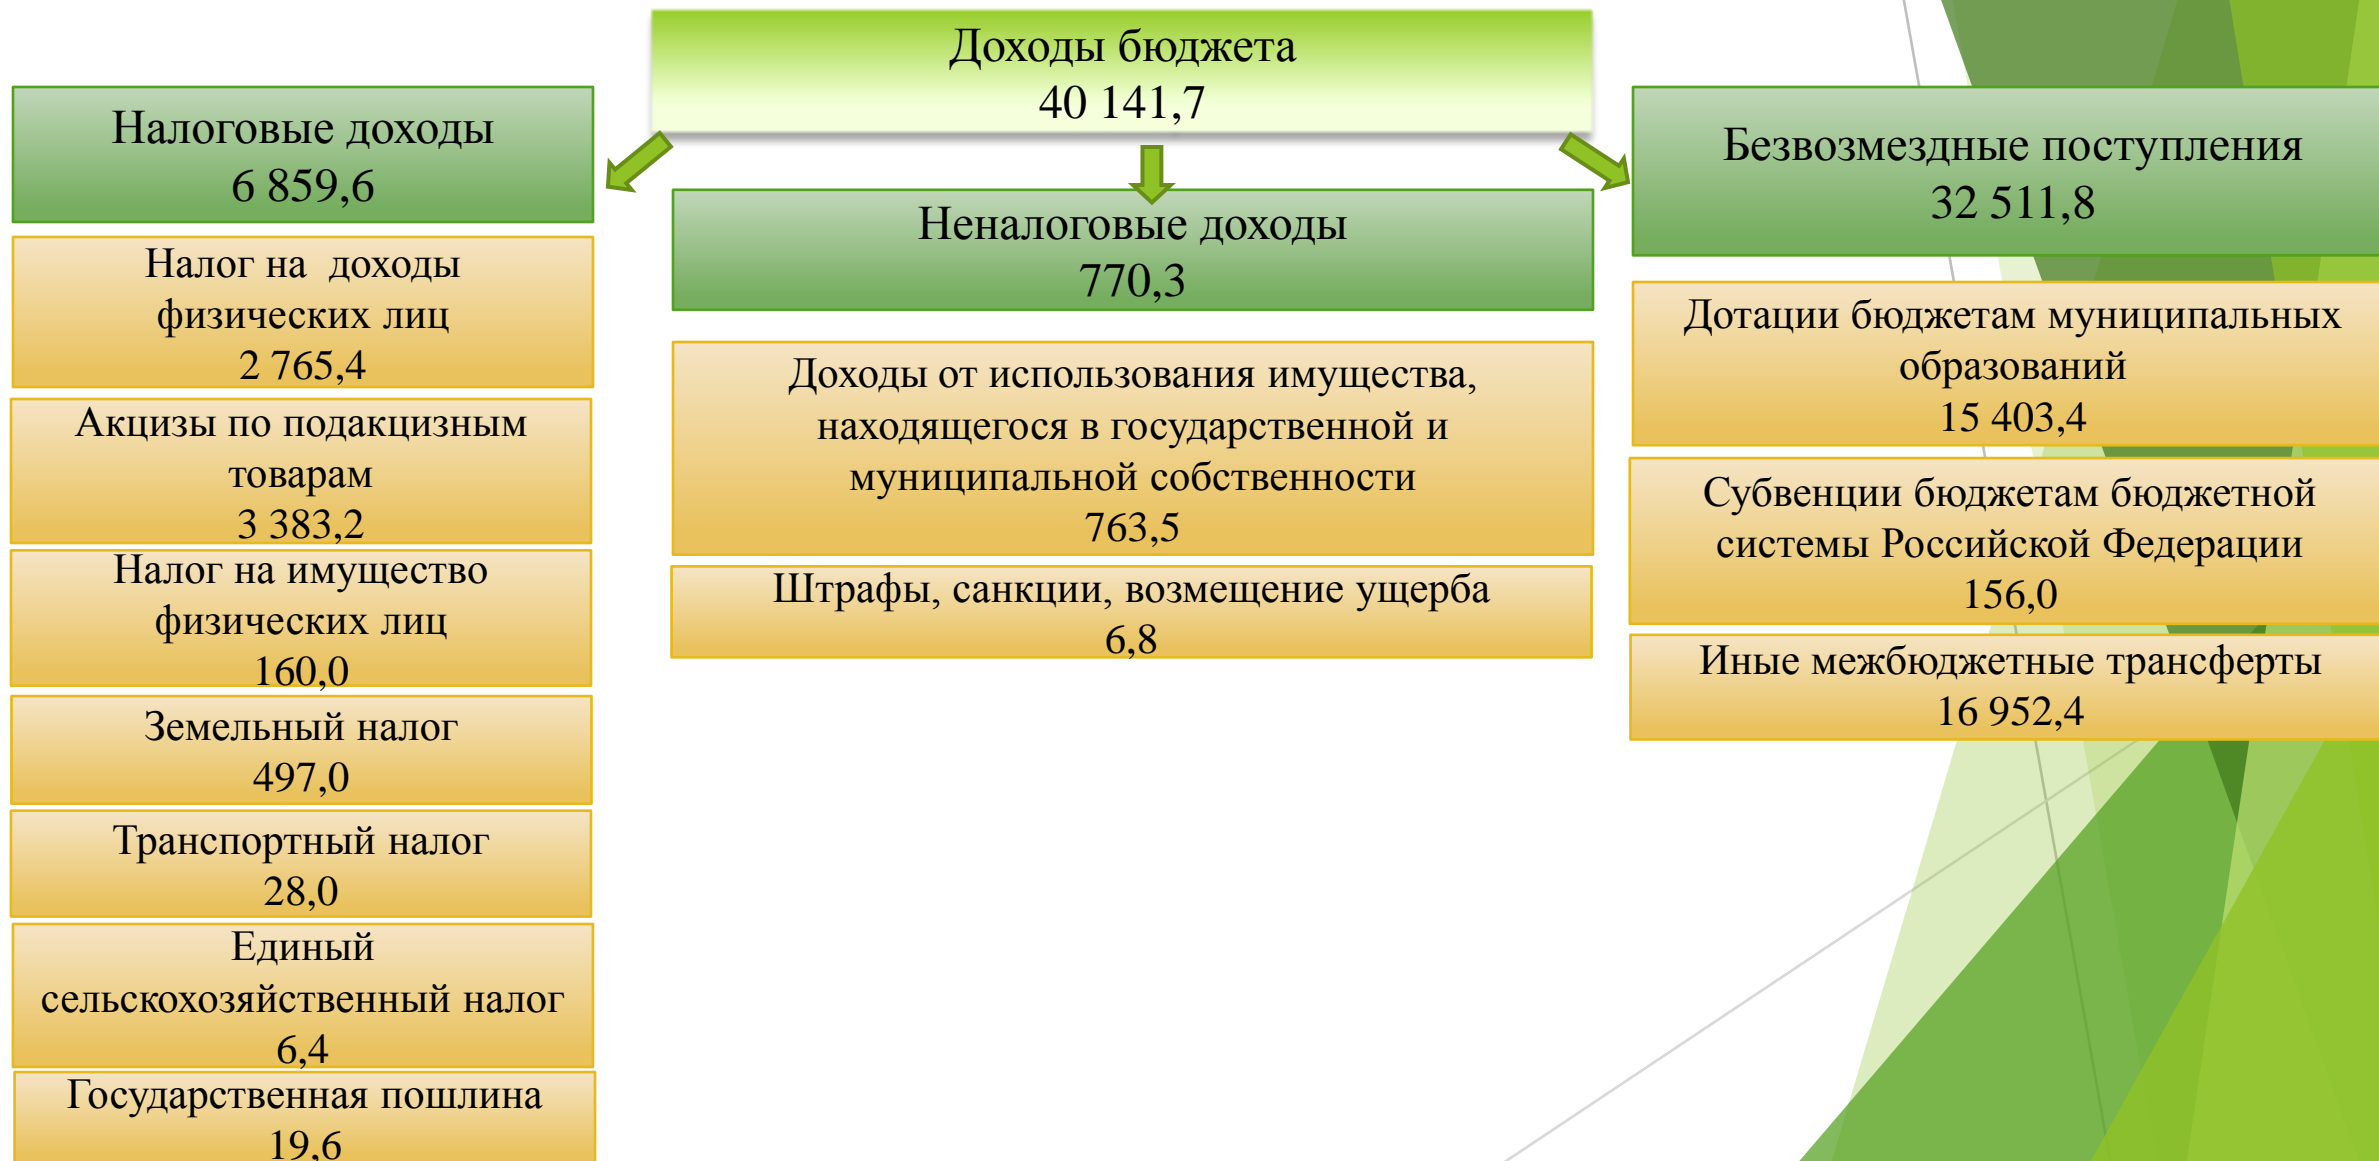 Доходы бюджета
40 141,7
Налоговые доходы
6 859,6
Налог на доходы
физических лиц
2 765,4
Акцизы по подакцизным
товарам
3 383,2
Налог на имущество
физических лиц
160,0
Земельный налог
497,0
Транспортный налог
28,0
Единый
сельскохозяйственный налог
6,4
Государственная пошлина
19,6
Неналоговые доходы
770,3
Доходы от использования имущества,
находящегося в государственной и
муниципальной собственности
763,5
Штрафы, санкции, возмещение ущерба
6,8
Безвозмездные поступления
32 511,8
Дотации бюджетам муниципальных
образований
15 403,4
Субвенции бюджетам бюджетной
системы Российской Федерации
156,0
Иные межбюджетные трансферты
16 952,4